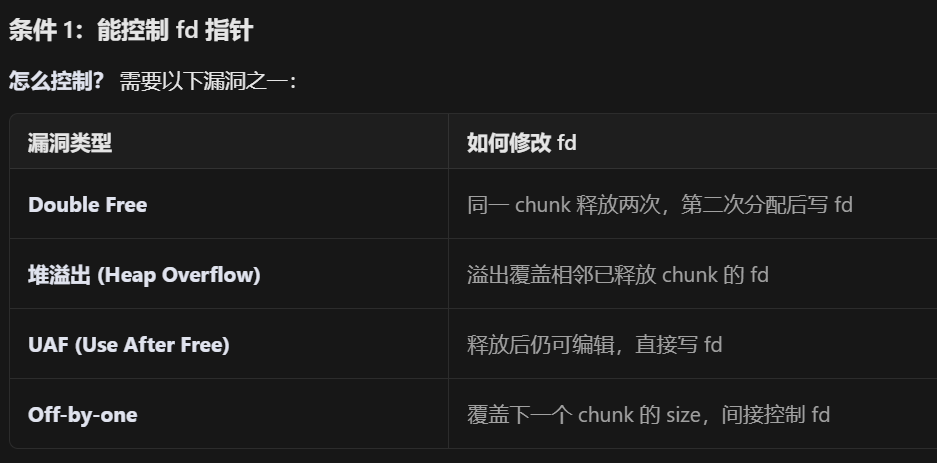 条件 1：能控制 fd 指针
怎么控制？ 需要以下漏洞之一：
漏洞类型 如何修改 fd
Double Free 同一 chunk 释放两次，第二次分配后写 fd
堆溢出 (Heap Overflow) 溢出覆盖相邻已释放 chunk 的 fd
UAF (Use After Free) 释放后仍可编辑，直接写 fd
Off-by-one 覆盖下一个 chunk 的 size，间接控制 fd